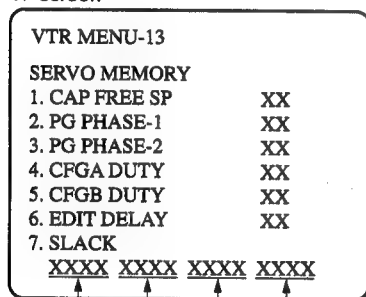 VTR MENU-13
SERVO MEMORY
1. CAP FREE SP XX
2. PG PHASE-1 XX
3. PG PHASE-2 XX
4. CFGA DUTY XX
5. CFGB DUTY XX
6. EDIT DELAY XX
7. SLACK
XXXX XXXX XXXX XXXX